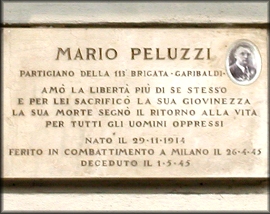 MARIO PELUZZI
PARTIGIANO DELLA 111ª BRIGATA-GARIBALDI-
AMÒ LA LIBERTÀ PIÙ DI SE STESSO
E PER LEI SACRIFICÒ LA SUA GIOVINEZZA
LA SUA MORTE SEGNÒ IL RITORNO ALLA VITA
PER TUTTI GLI UOMINI OPPRESSI
NATO IL 29-11-1914
FERITO IN COMBATTIMENTO A MILANO IL 26-4-45
DECEDUTO IL 1-5-45